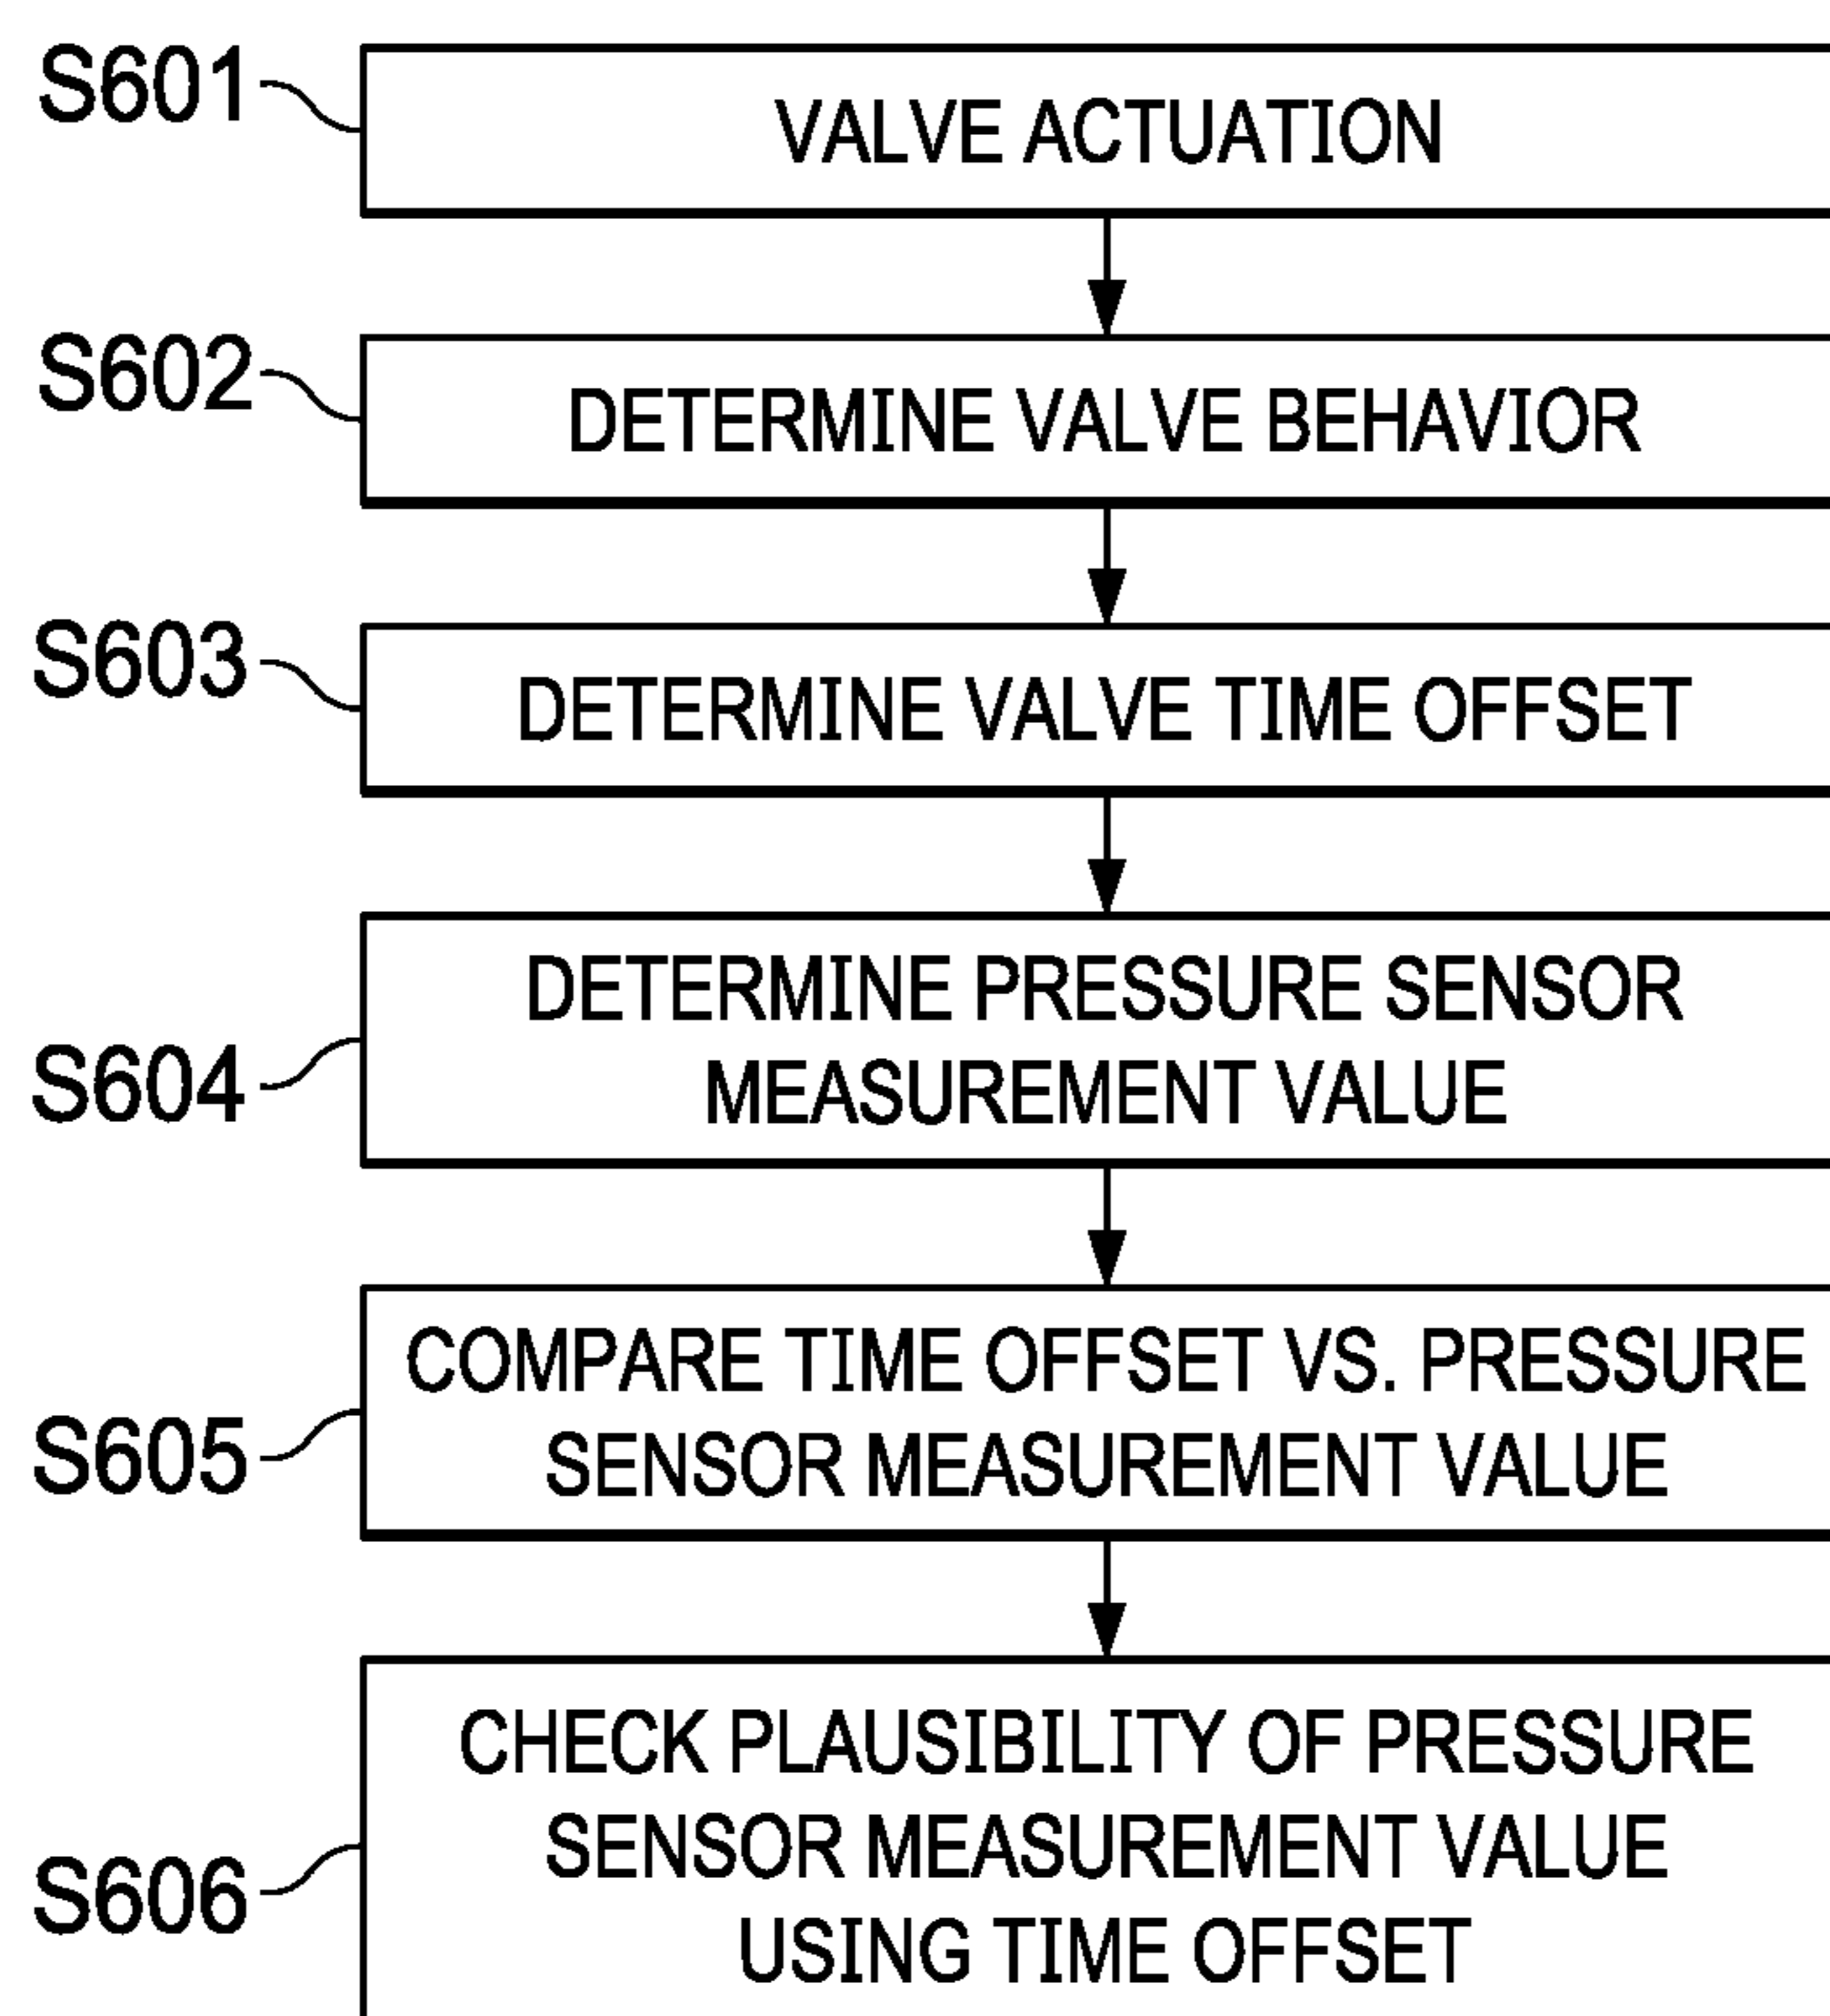 S601
VALVE ACTUATION
S602
DETERMINE VALVE BEHAVIOR
S603
DETERMINE VALVE TIME OFFSET
S604
DETERMINE PRESSURE SENSOR
MEASUREMENT VALUE
S605
COMPARE TIME OFFSET VS. PRESSURE
SENSOR MEASUREMENT VALUE
S606
CHECK PLAUSIBILITY OF PRESSURE
SENSOR MEASUREMENT VALUE
USING TIME OFFSET